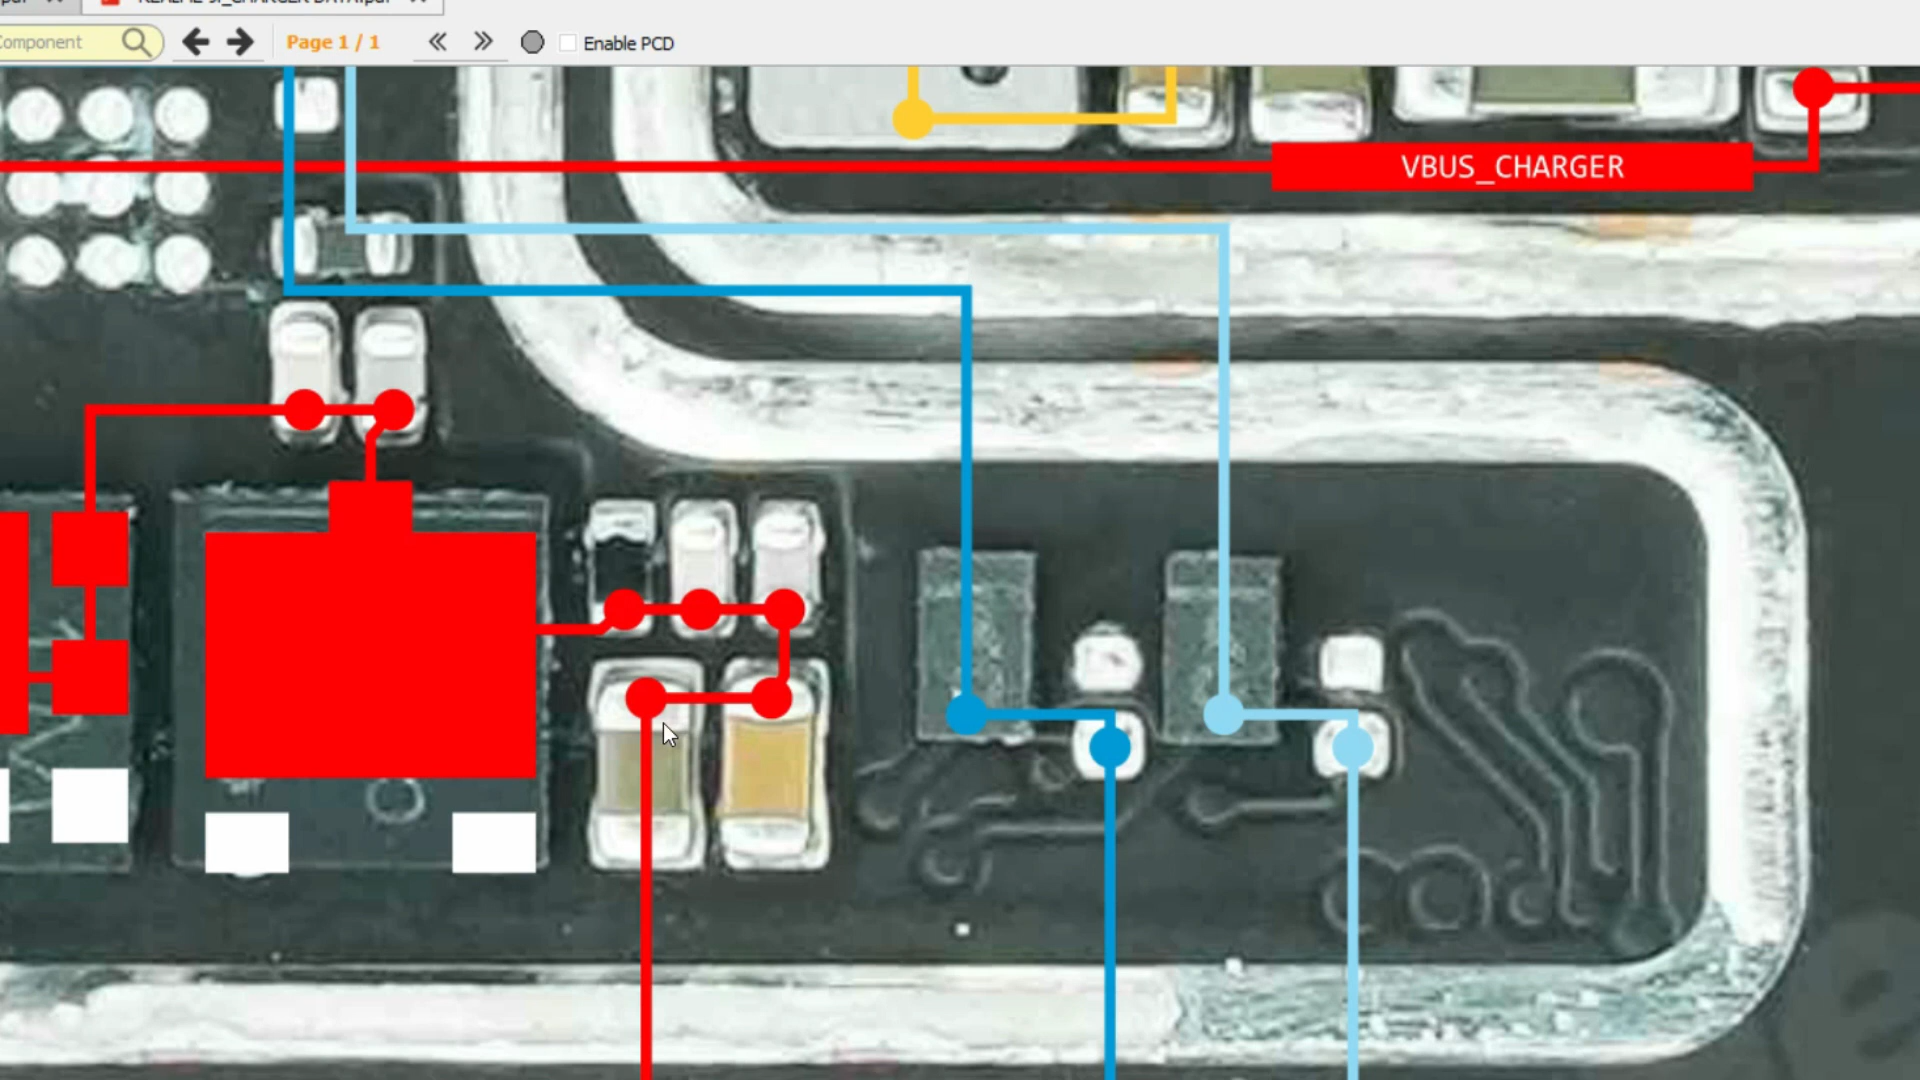 Component
Page 1 / 1
Enable PCD
VBUS_CHARGER